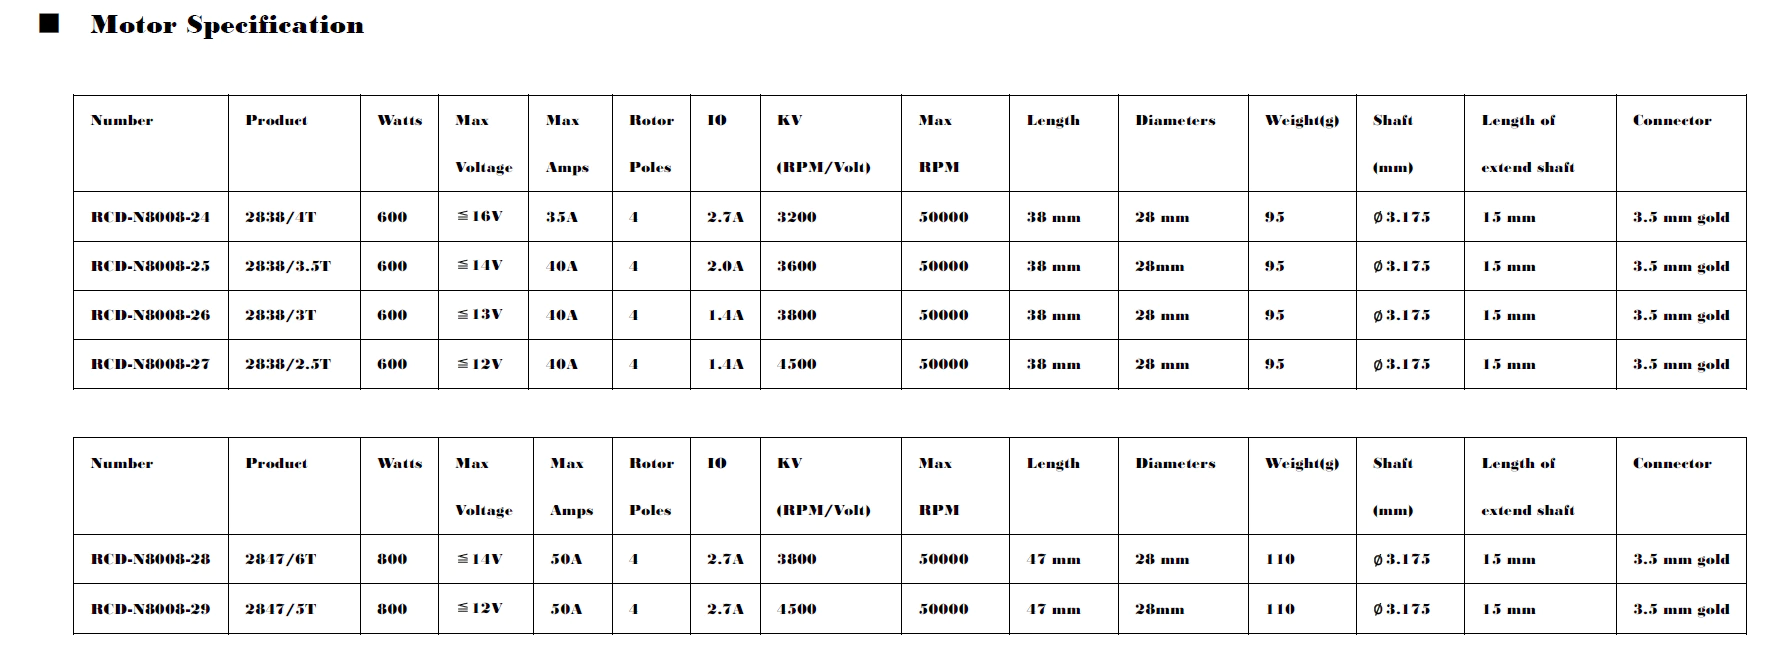 ■ Motor Specification
Number Product Watts Max Max Rotor I0 KV Max Length Diameters Weight(g) Shaft Length of Connector
Voltage Amps Poles (RPM/Volt) RPM (mm) extend shaft
RCD-N8008-24 2838/4T 600 ≦16V 35A 4 2.7A 3200 50000 38 mm 28 mm 95 ∅3.175 15 mm 3.5 mm gold
RCD-N8008-25 2838/3.5T 600 ≦14V 40A 4 2.0A 3600 50000 38 mm 28mm 95 ∅3.175 15 mm 3.5 mm gold
RCD-N8008-26 2838/3T 600 ≦13V 40A 4 1.4A 3800 50000 38 mm 28 mm 95 ∅3.175 15 mm 3.5 mm gold
RCD-N8008-27 2838/2.5T 600 ≦12V 40A 4 1.4A 4500 50000 38 mm 28 mm 95 ∅3.175 15 mm 3.5 mm gold
Number Product Watts Max Max Rotor I0 KV Max Length Diameters Weight(g) Shaft Length of Connector
Voltage Amps Poles (RPM/Volt) RPM (mm) extend shaft
RCD-N8008-28 2847/6T 800 ≦14V 50A 4 2.7A 3800 50000 47 mm 28 mm 110 ∅3.175 15 mm 3.5 mm gold
RCD-N8008-29 2847/5T 800 ≦12V 50A 4 2.7A 4500 50000 47 mm 28mm 110 ∅3.175 15 mm 3.5 mm gold